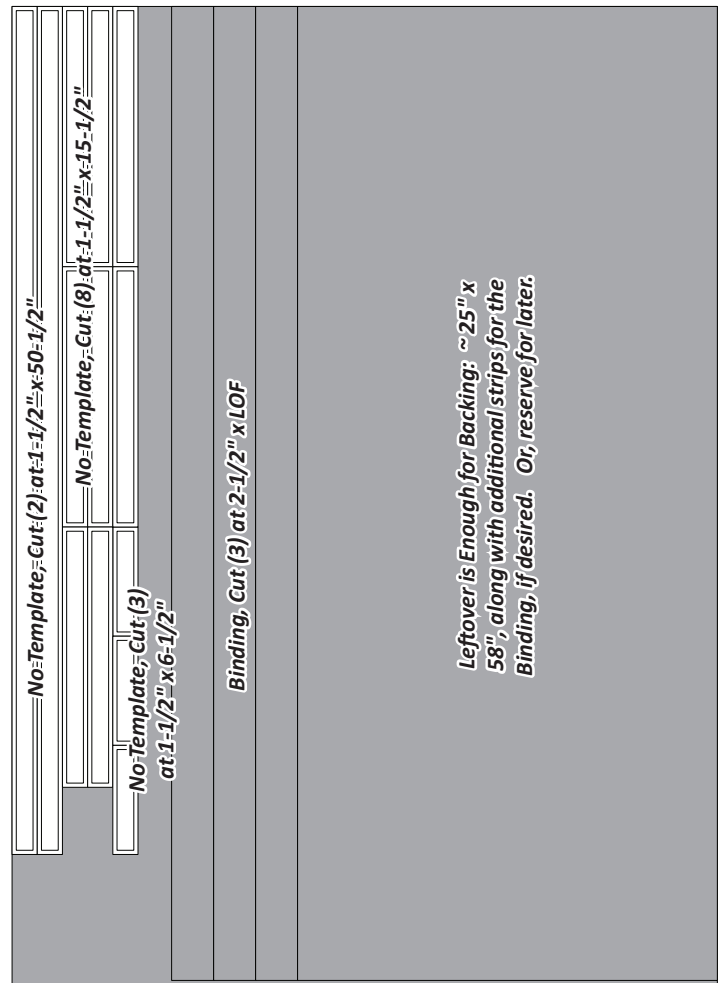 No Template, Cut (2) at 1-1/2" x 50-1/2"
No Template, Cut (8) at 1-1/2" x 15-1/2"
No Template, Cut (3)
at 1-1/2" x 6-1/2"
Binding, Cut (3) at 2-1/2" x LOF
Leftover is Enough for Backing: ~25" x
58", along with additional strips for the
Binding, if desired. Or, reserve for later.